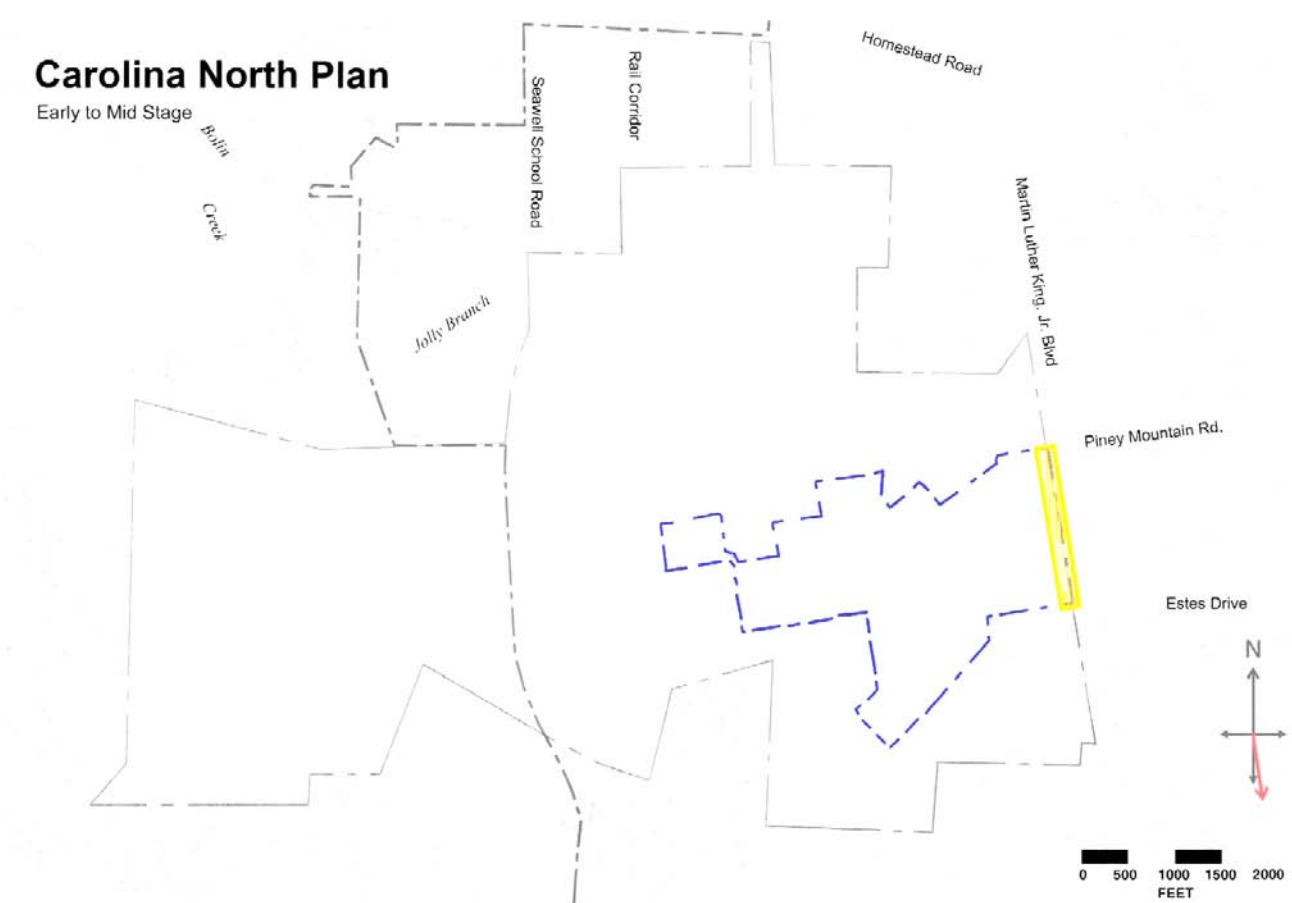 Carolina North Plan
Early to Mid Stage
Homestead Road
Rail Corridor
Seawell School Road
Bolin
Creek
Martin Luther King, Jr. Blvd
Jolly Branch
Piney Mountain Rd.
Estes Drive
N
0 500 1000 1500 2000
FEET